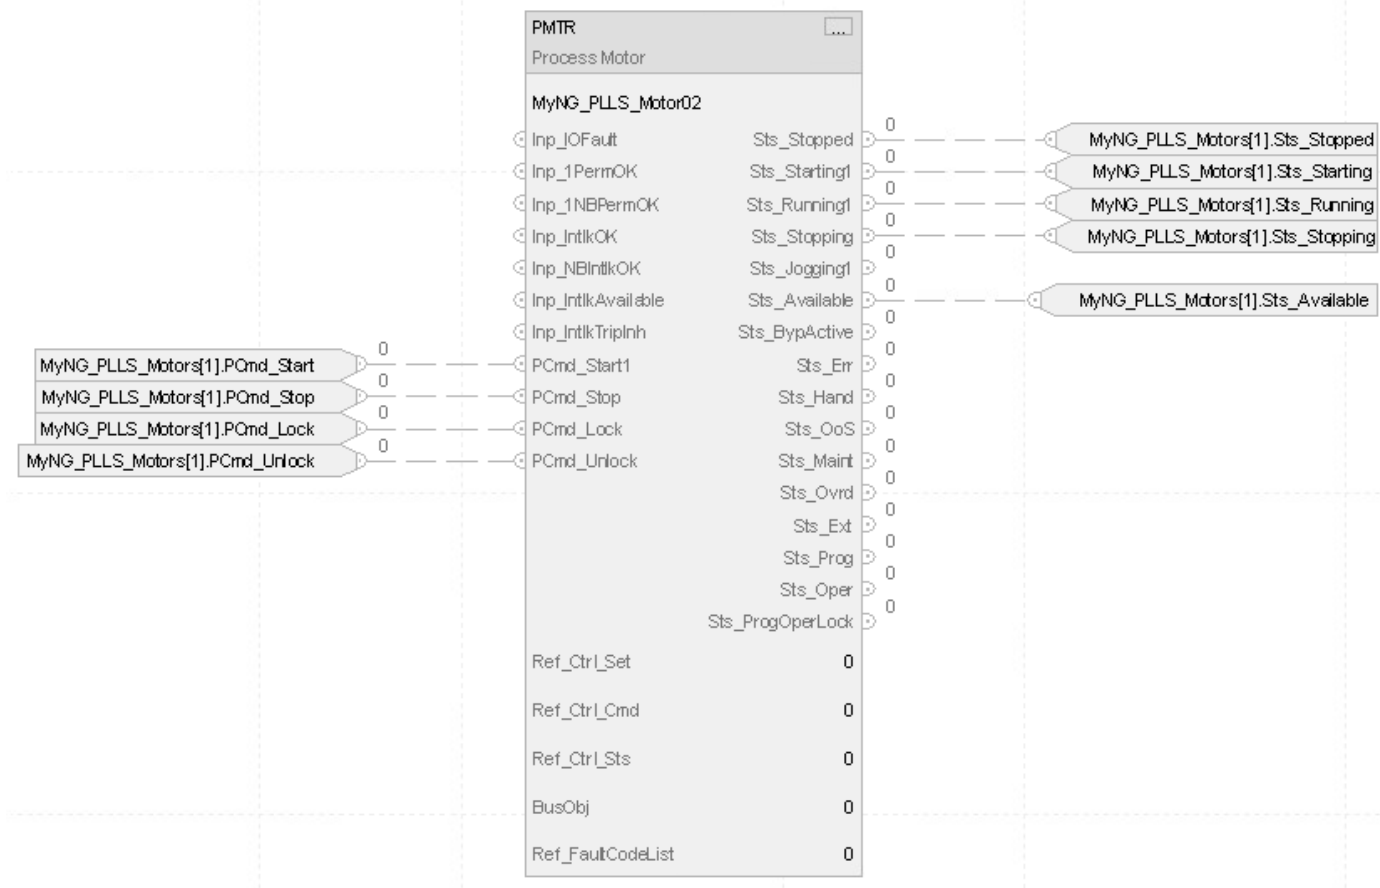 PMTR ...
Process Motor
MyNG_PLLS_Motor02
0
Inp_IOFault Sts_Stopped MyNG_PLLS_Motors[1].Sts_Stopped
0
Inp_1PermOK Sts_Starting1 MyNG_PLLS_Motors[1].Sts_Starting
0
Inp_1NBPermOK Sts_Running1 MyNG_PLLS_Motors[1].Sts_Running
0
Inp_IntlkOK Sts_Stopping MyNG_PLLS_Motors[1].Sts_Stopping
0
Inp_NBIntlkOK Sts_Jogging1
0
Inp_IntlkAvailable Sts_Available MyNG_PLLS_Motors[1].Sts_Available
0
Inp_IntlkTripInh Sts_BypActive
0 0
MyNG_PLLS_Motors[1].PCmd_Start PCmd_Start1 Sts_Err
0 0
MyNG_PLLS_Motors[1].PCmd_Stop PCmd_Stop Sts_Hand
0 0
MyNG_PLLS_Motors[1].PCmd_Lock PCmd_Lock Sts_OoS
0 0
MyNG_PLLS_Motors[1].PCmd_Unlock PCmd_Unlock Sts_Maint
0
Sts_Ovrd
0
Sts_Ext
0
Sts_Prog
0
Sts_Oper
0
Sts_ProgOperLock
Ref_Ctrl_Set 0
Ref_Ctrl_Cmd 0
Ref_Ctrl_Sts 0
BusObj 0
Ref_FaultCodeList 0